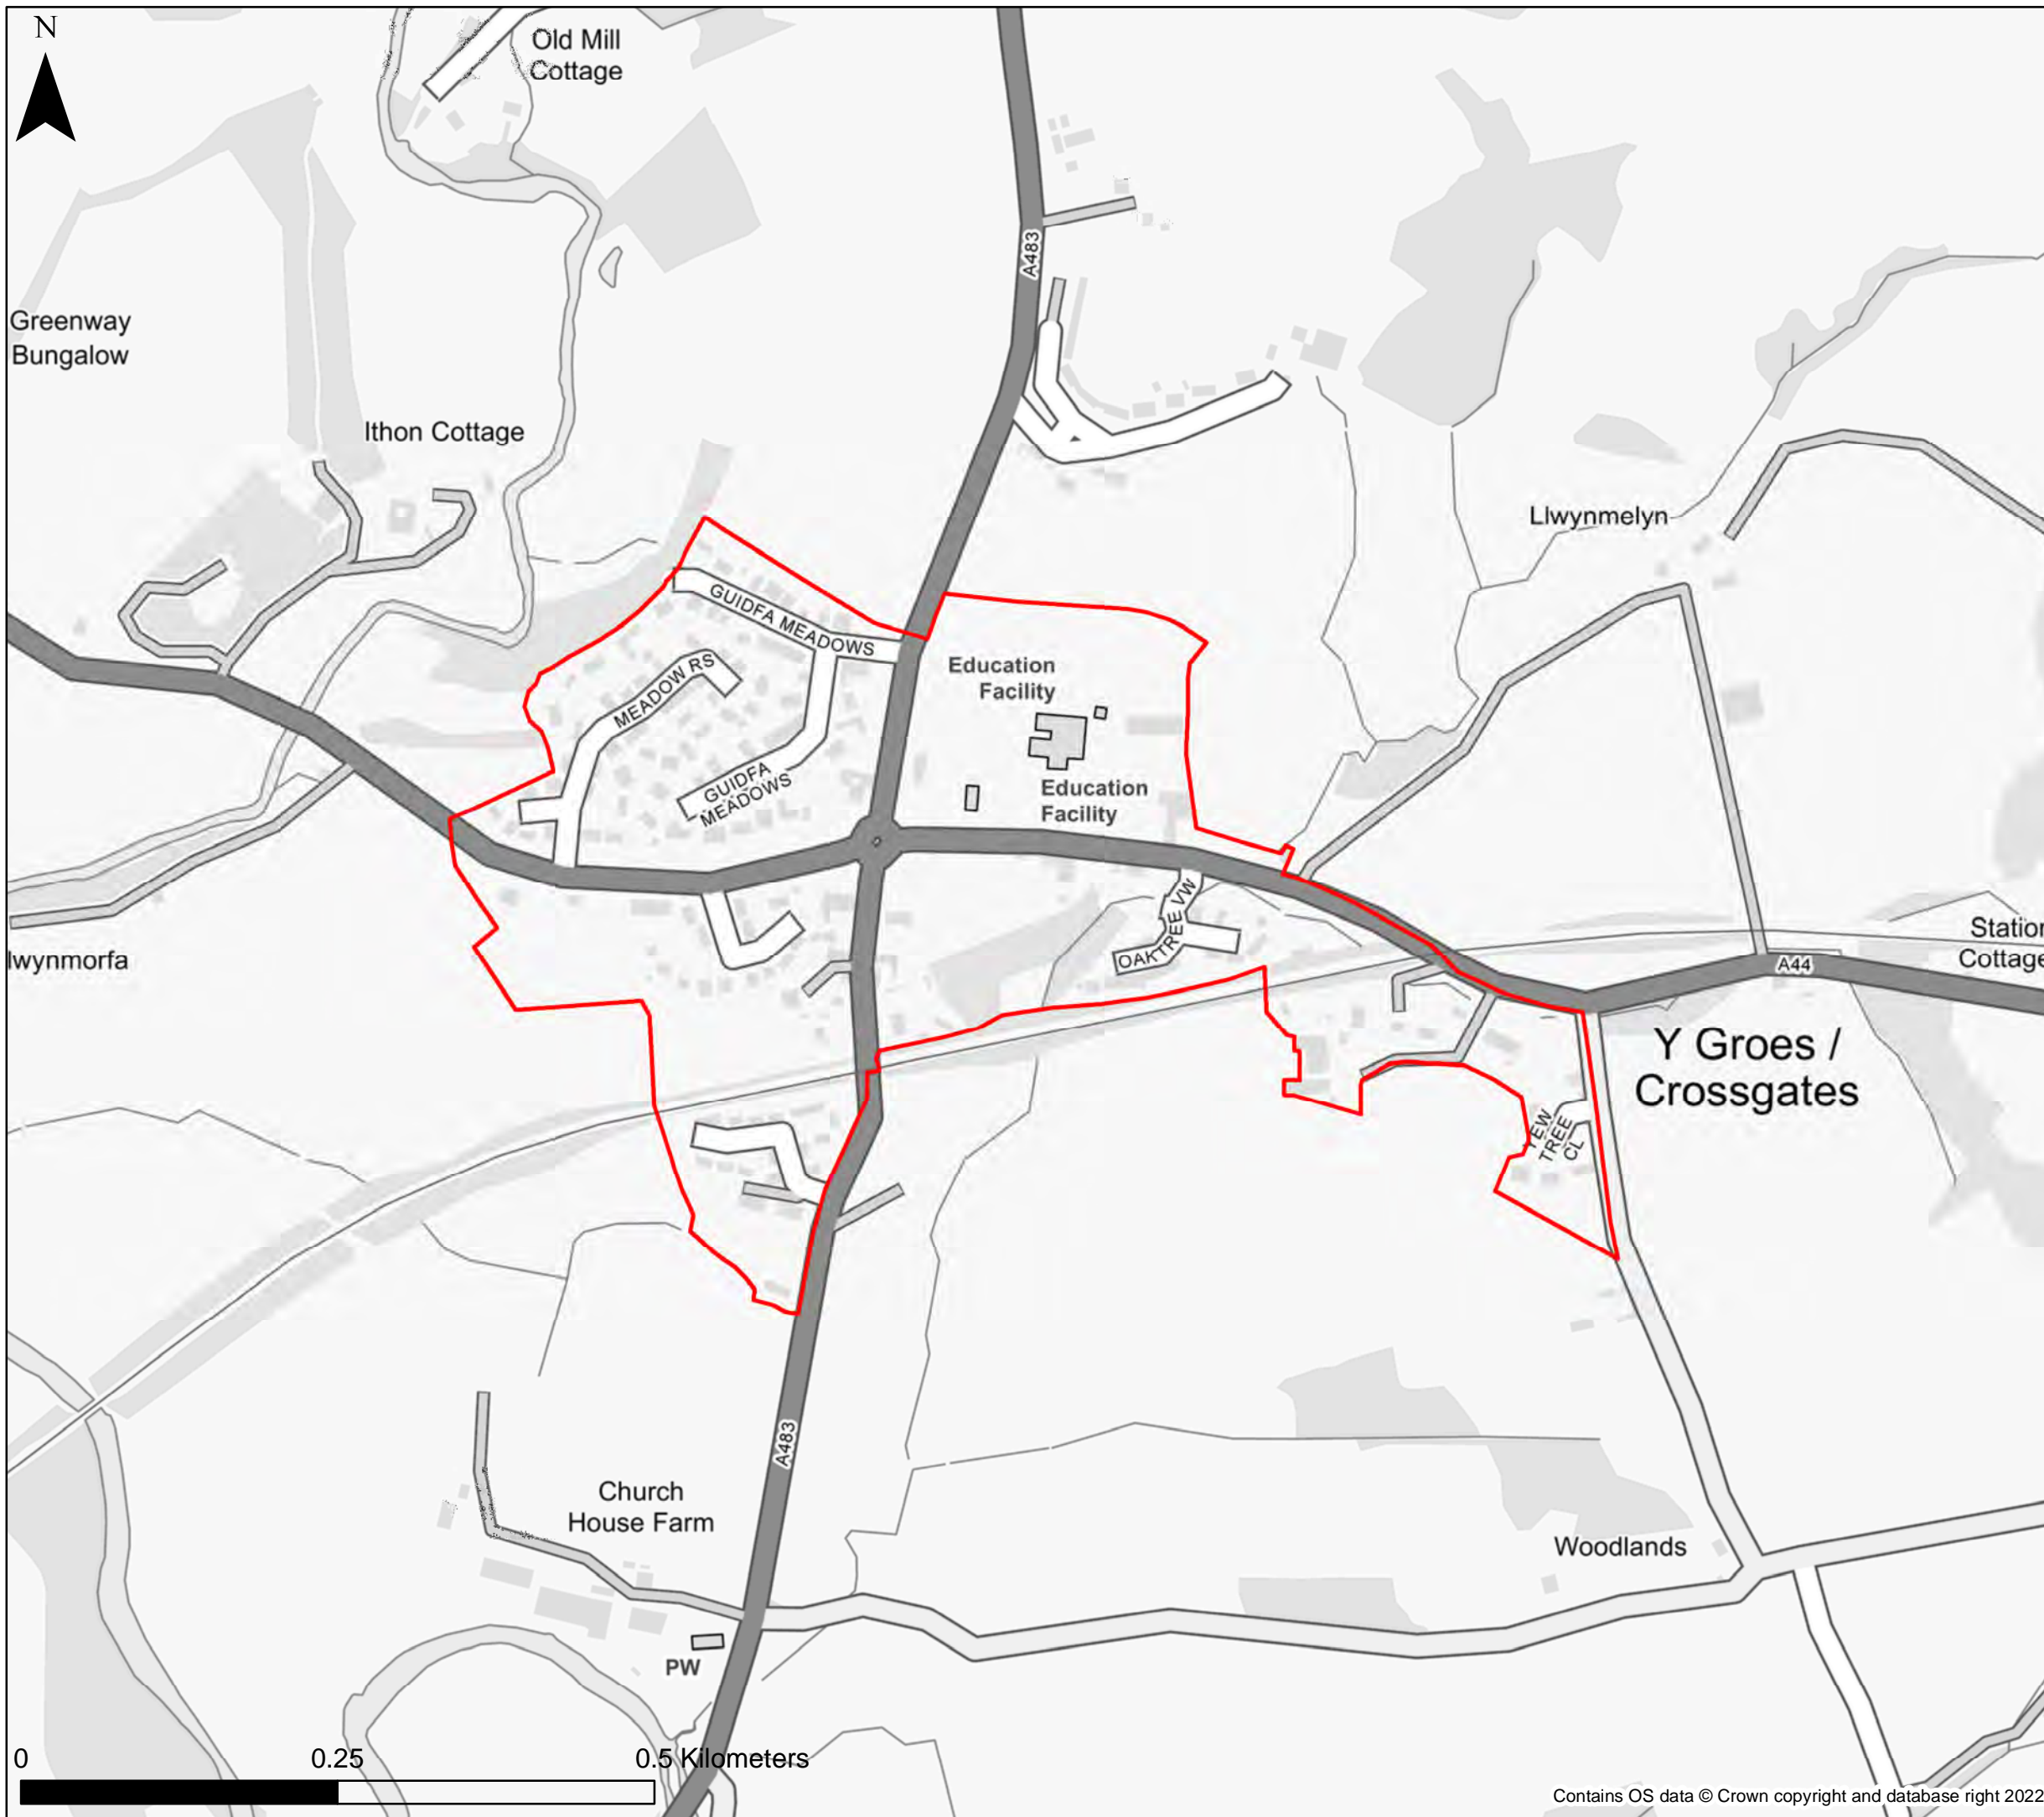 N
Old Mill
Cottage
A483
Greenway
Bungalow
Ithon Cottage
Llwynmelyn
GUIDFA MEADOWS
MEADOW RS
Education
Facility
GUIDFA
MEADOWS
Education
Facility
OAKTREE VW
lwynmorfa
Station
Cottage
A44
Y Groes /
Crossgates
YEW
TREE
CL
A483
Church
House Farm
Woodlands
PW
0 0.25 0.5 Kilometers
Contains OS data © Crown copyright and database right 2022